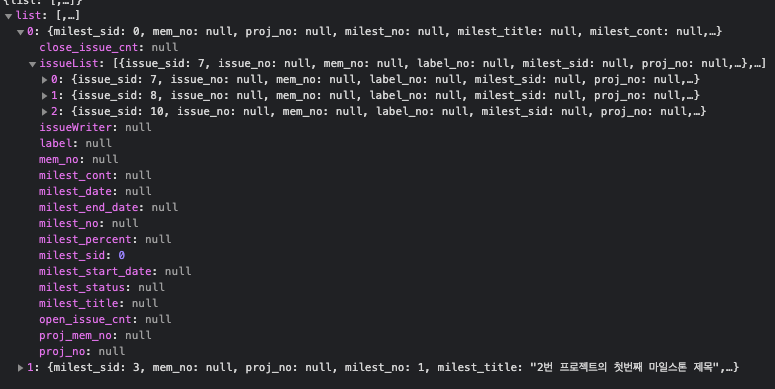 {list: [,…]}
▼list: [,…]
▼0: {milest_sid: 0, mem_no: null, proj_no: null, milest_no: null, milest_title: null, milest_cont: null,…}
close_issue_cnt: null
▼issueList: [{issue_sid: 7, issue_no: null, mem_no: null, label_no: null, milest_sid: null, proj_no: null,…},…]
▶0: {issue_sid: 7, issue_no: null, mem_no: null, label_no: null, milest_sid: null, proj_no: null,…}
▶1: {issue_sid: 8, issue_no: null, mem_no: null, label_no: null, milest_sid: null, proj_no: null,…}
▶2: {issue_sid: 10, issue_no: null, mem_no: null, label_no: null, milest_sid: null, proj_no: null,…}
issueWriter: null
label: null
mem_no: null
milest_cont: null
milest_date: null
milest_end_date: null
milest_no: null
milest_percent: null
milest_sid: 0
milest_start_date: null
milest_status: null
milest_title: null
open_issue_cnt: null
proj_mem_no: null
proj_no: null
▶1: {milest_sid: 3, mem_no: null, proj_no: null, milest_no: 1, milest_title: "2번 프로젝트의 첫번째 마일스톤 제목",…}